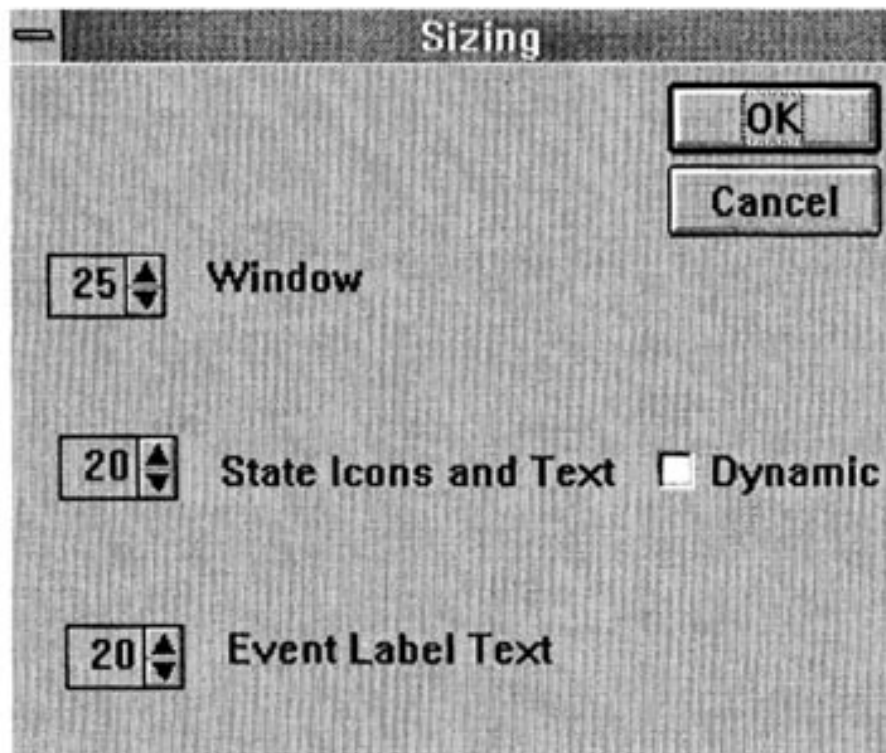 Sizing
OK
Cancel
25 Window
20 State Icons and Text Dynamic
20 Event Label Text